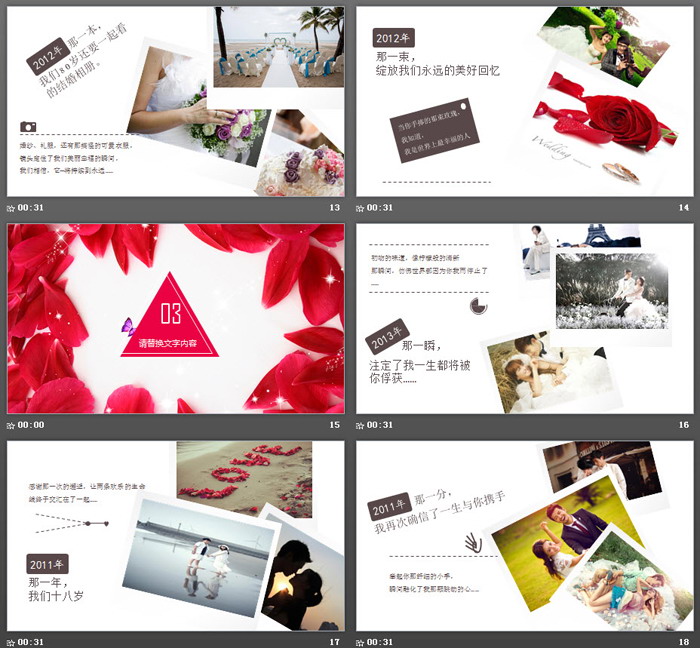 2012年 那一本,
我们80岁还要一起看
的结婚相册。
婚纱、礼服、还有那疯怪的可爱衣服,
镜头定住了我们美丽幸福的瞬间,
我们相信,它一将持续到永远……
00:31
13
2012年
那一束,
绽放我们永远的美好回忆
当你手捧的那束玫瑰,
我知道,
我是世界上最幸福的人
Wedding
00:31
14
03
请替换文字内容
00:00
15
初吻的味道,像柠檬般的清新
那瞬间,仿佛世界都因为你我而停止了
……
2013年 那一瞬,
注定了我一生都将被
你俘获……
00:31
16
感谢那一次的邂逅,让两条欢乐的生命
线终于交汇在了一起……
2011年
那一年,
我们十八岁
00:31
17
2011年 那一分,
我再次确信了一生与你携手
牵起你那纤细的小手,
瞬间融化了我那颗跳动的心……
00:31
18